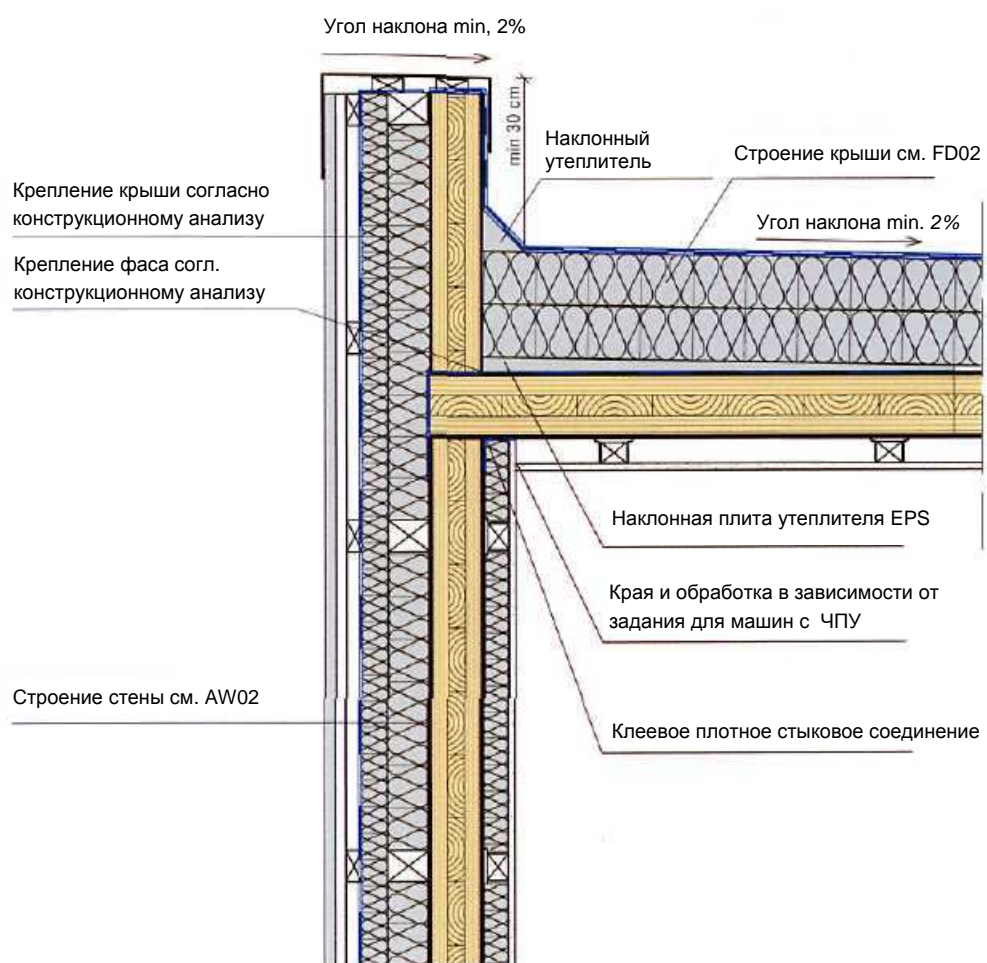 Угол наклона min, 2%
min 30 cm
Наклонный
утеплитель
Строение крыши см. FD02
Крепление крыши согласно
конструкционному анализу
Угол наклона min. 2%
Крепление фаса согл.
конструкционному анализу
Наклонная плита утеплителя EPS
Края и обработка в зависимости от
задания для машин с ЧПУ
Строение стены см. AW02
Клеевое плотное стыковое соединение